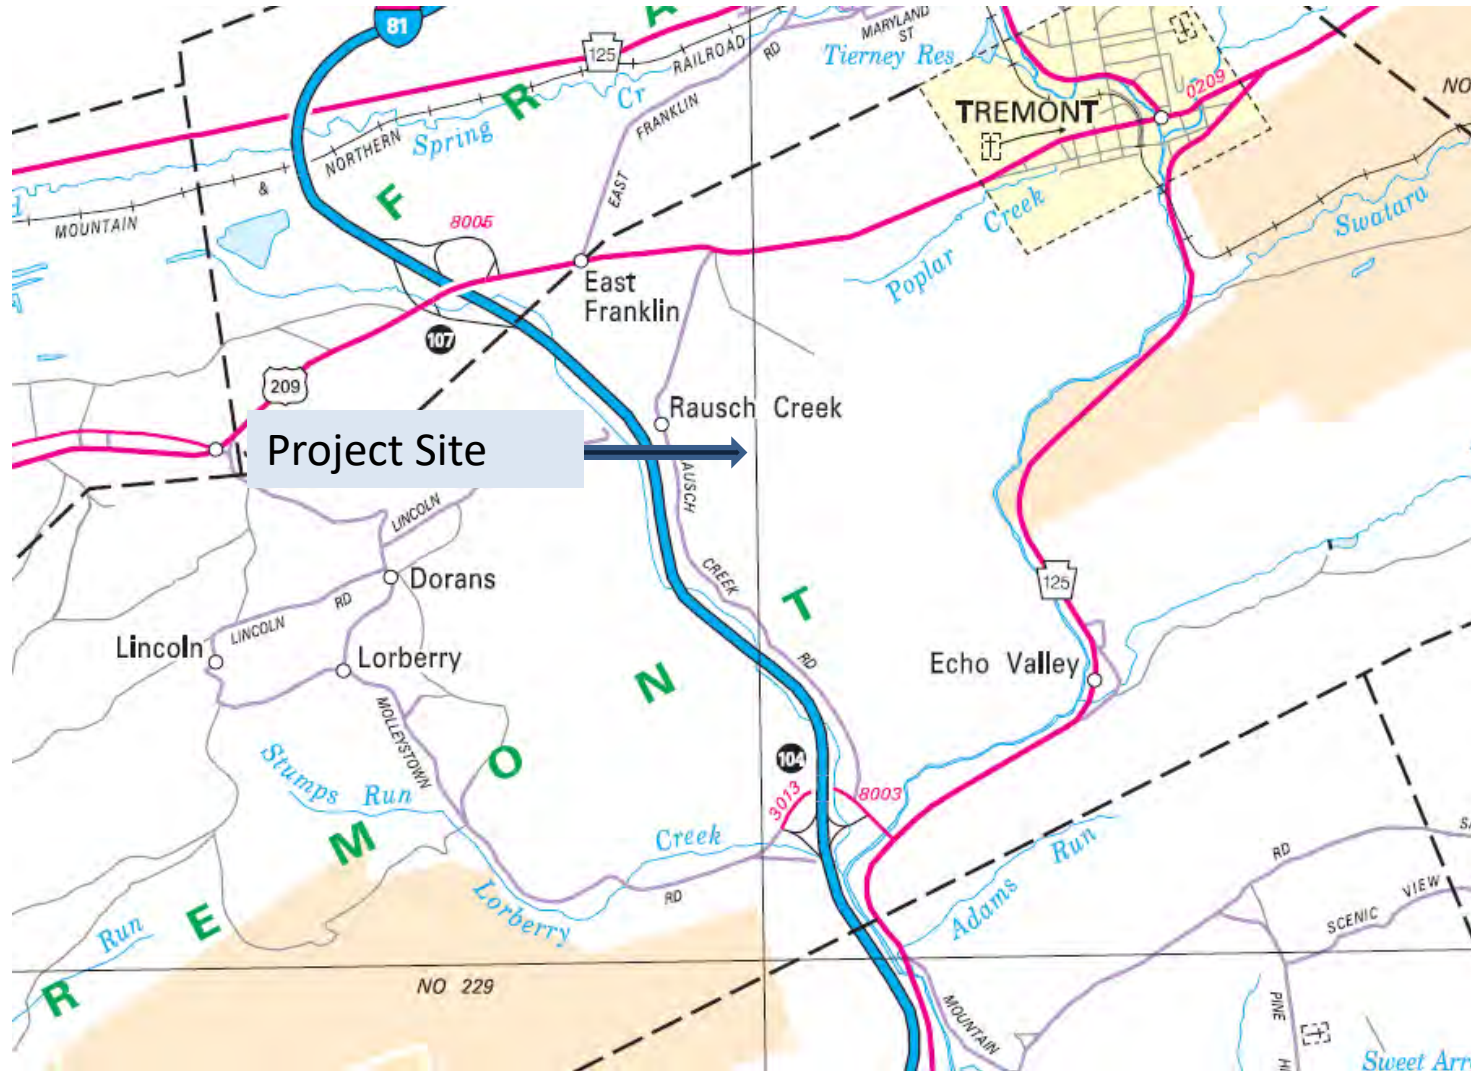 81
A
125
RAILROAD
RD
MARYLAND
ST
Tierney Res
0209
NO
TREMONT
R
Cr
FRANKLIN
Spring
NORTHERN
&
MOUNTAIN
EAST
F
8005
Creek
Poplar
Swatara
East
Franklin
107
209
Rausch Creek
Project Site
AUSCH
LINCOLN
CREEK
Dorans
RD
LINCOLN
T
125
Lincoln
Lorberry
RD
Echo Valley
N
MOLLEYSTOWN
O
104
Stumps Run
3013
8003
M
Creek
Run
RD
RD
Adams
VIEW
SCENIC
E
Lorberry
Run
NO 229
R
MOUNTAIN
PINE
Sweet Arr